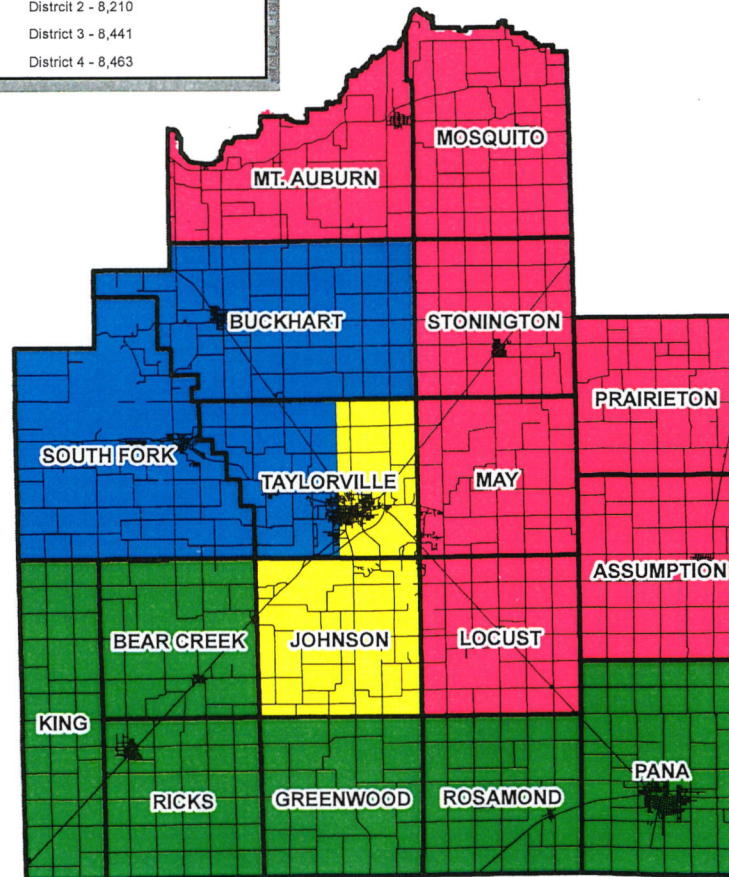 Distrcit 2 - 8,210
District 3 - 8,441
District 4 - 8,463
MOSQUITO
MT. AUBURN
BUCKHART
STONINGTON
PRAIRIETON
SOUTH FORK
TAYLORVILLE
MAY
ASSUMPTION
BEAR CREEK
JOHNSON
LOCUST
KING
PANA
RICKS
GREENWOOD
ROSAMOND